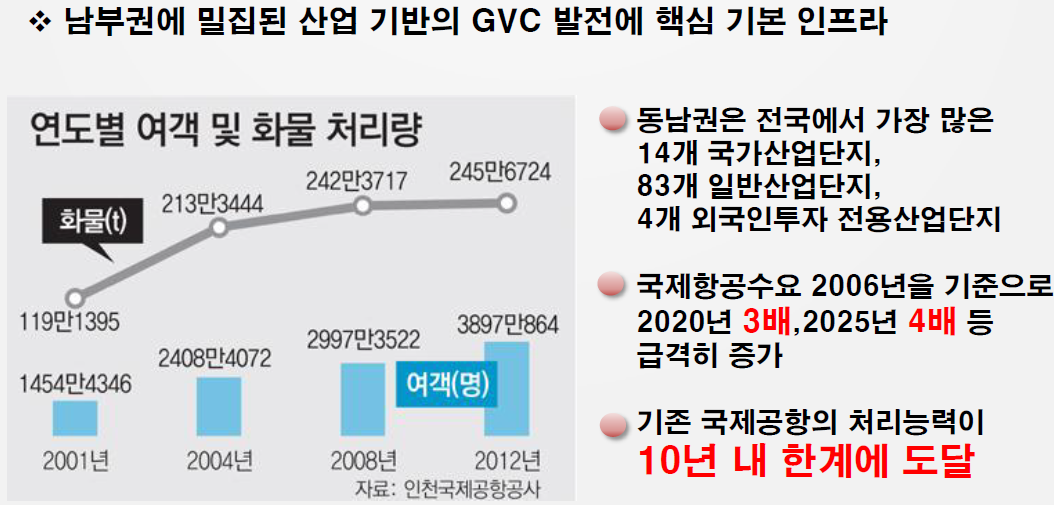 ❖ 남부권에 밀집된 산업 기반의 GVC 발전에 핵심 기본 인프라
연도별 여객 및 화물 처리량
화물(t)
119만1395
213만3444
242만3717
245만6724
1454만4346
2408만4072
2997만3522
3897만864
여객(명)
2001년
2004년
2008년
2012년
자료: 인천국제공항공사
동남권은 전국에서 가장 많은
14개 국가산업단지,
83개 일반산업단지,
4개 외국인투자 전용산업단지
국제항공수요 2006년을 기준으로
2020년 3배,2025년 4배 등
급격히 증가
기존 국제공항의 처리능력이
10년 내 한계에 도달